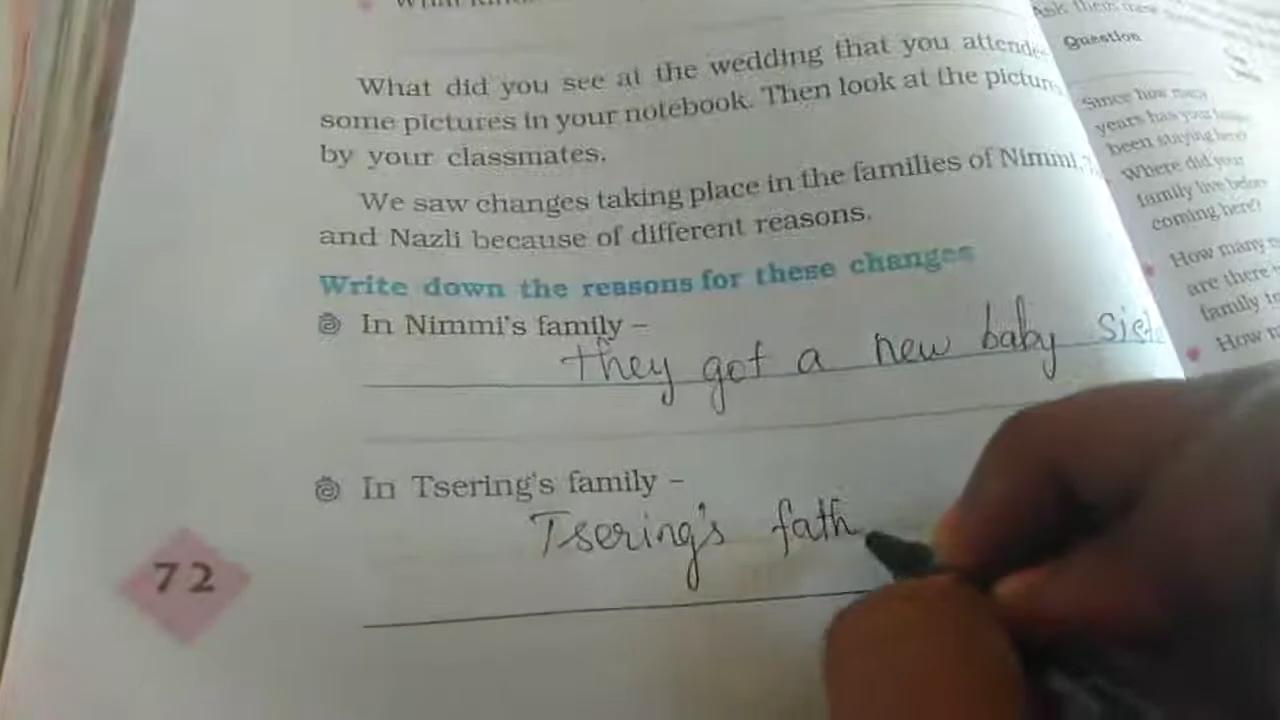 What did you see at the wedding that you
some pictures in your notebook. Then look at the
by your classmates.
We saw changes taking place in the families of Nimmi,
and Nazli because of different reasons.
Write down the reasons for these changes
In Nimmi's family –
they got a new baby
In Tsering's family –
Tsering's fath
72
Ask them
Question
Since how many
years has your
been staying here?
Where did your
family live before
coming here?
How many
are there
family
How